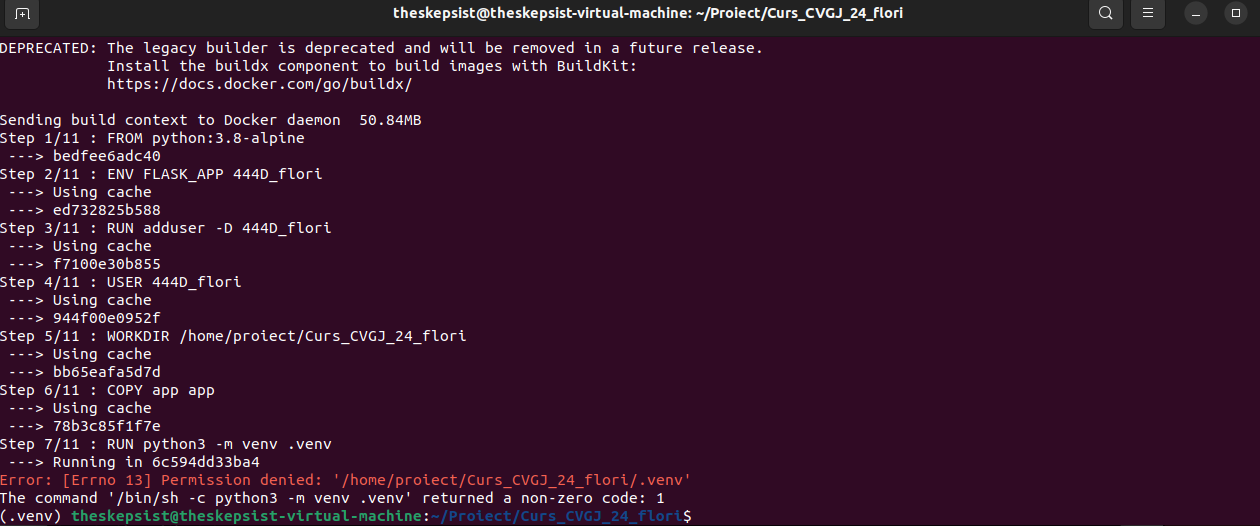 theskepsist@theskepsist-virtual-machine: ~/Proiect/Curs_CVGJ_24_flori
DEPRECATED: The legacy builder is deprecated and will be removed in a future release.
Install the buildx component to build images with BuildKit:
https://docs.docker.com/go/buildx/
Sending build context to Docker daemon  50.84MB
Step 1/11 : FROM python:3.8-alpine
---> bedfee6adc40
Step 2/11 : ENV FLASK_APP 444D_flori
---> Using cache
---> ed732825b588
Step 3/11 : RUN adduser -D 444D_flori
---> Using cache
---> f7100e30b855
Step 4/11 : USER 444D_flori
---> Using cache
---> 944f00e0952f
Step 5/11 : WORKDIR /home/proiect/Curs_CVGJ_24_flori
---> Using cache
---> bb65eafa5d7d
Step 6/11 : COPY app app
---> Using cache
---> 78b3c85f1f7e
Step 7/11 : RUN python3 -m venv .venv
---> Running in 6c594dd33ba4
Error: [Errno 13] Permission denied: '/home/proiect/Curs_CVGJ_24_flori/.venv'
The command '/bin/sh -c python3 -m venv .venv' returned a non-zero code: 1
(.venv) theskepsist@theskepsist-virtual-machine:~/Proiect/Curs_CVGJ_24_flori$